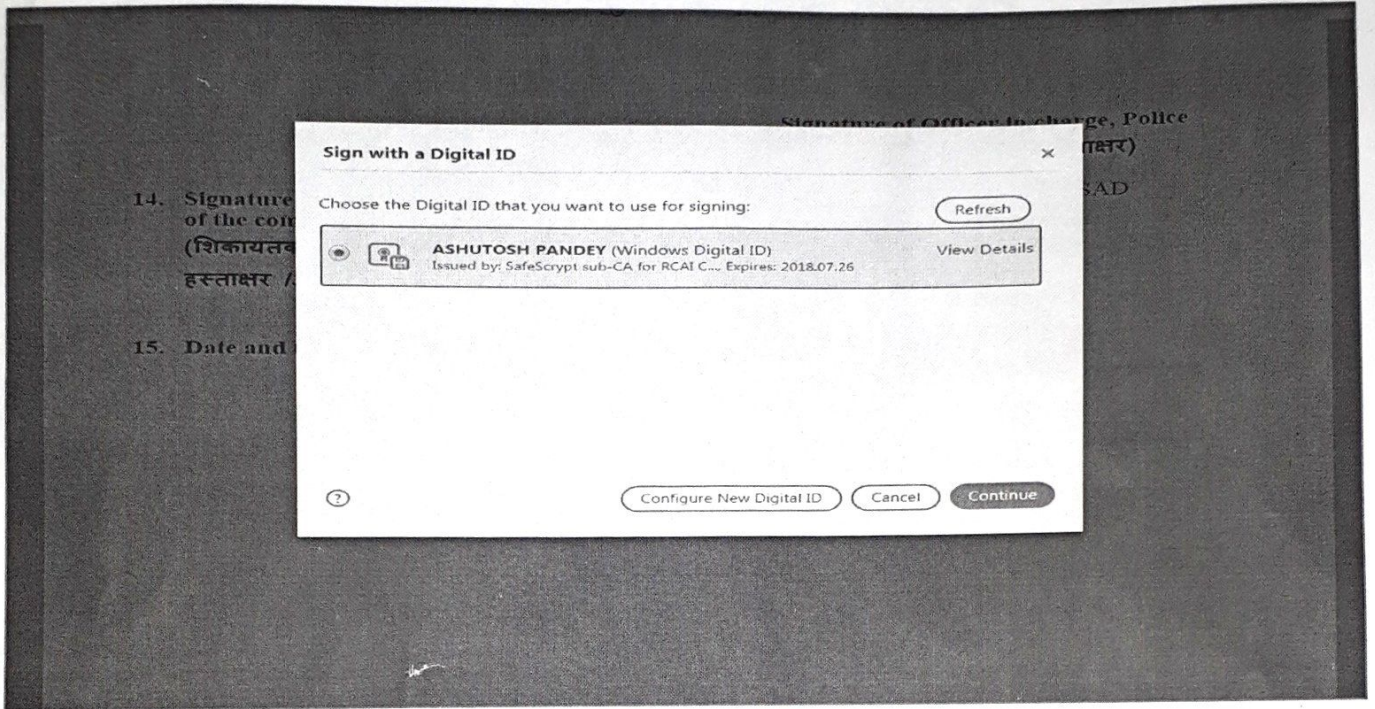 Signature of Officer in charge, Police
Sign with a Digital ID
ाक्षर)
14. Signature
SAD
of the con
Choose the Digital ID that you want to use for signing:
Refresh
(शिकायतव
ASHUTOSH PANDEY (Windows Digital ID)
View Details
Issued by: SafeScrypt sub-CA for RCAI C..., Expires: 2018.07.26
हस्ताक्षर /
15. Date and
Configure New Digital ID
Cancel
Continue